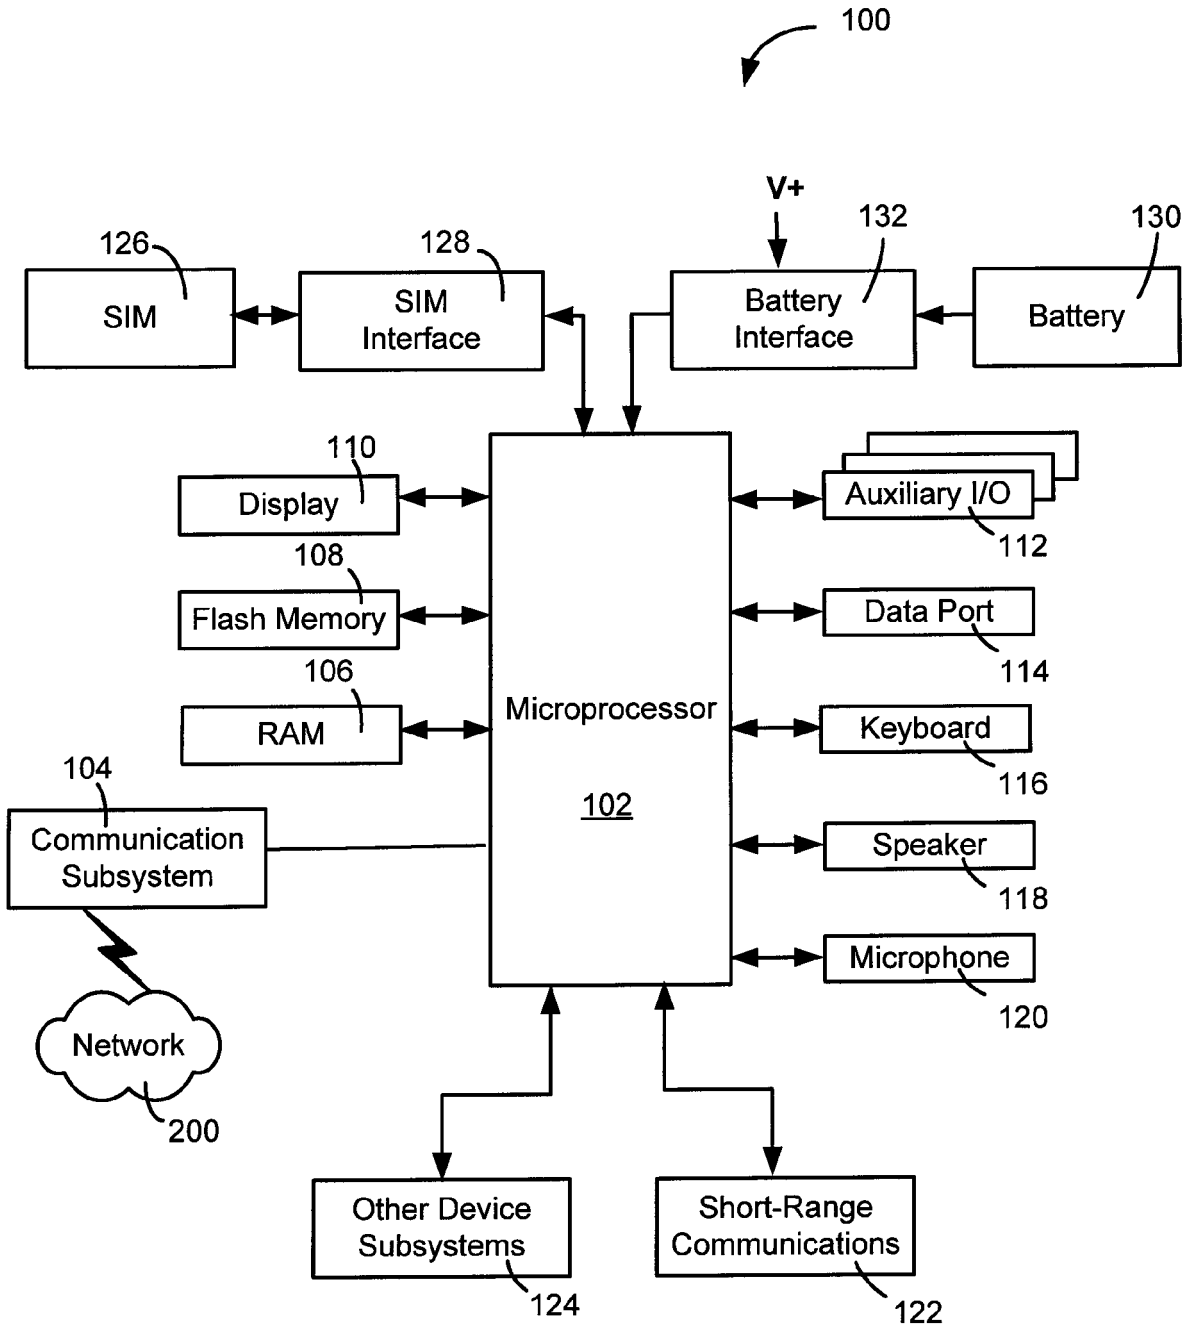 100
V+
126
128
132
130
SIM
SIM
Interface
Battery
Interface
Battery
110
Display
Auxiliary I/O
112
108
Flash Memory
Data Port
114
106
RAM
Microprocessor
102
Keyboard
116
104
Communication
Subsystem
Speaker
118
Microphone
120
Network
200
Other Device
Subsystems
124
Short-Range
Communications
122